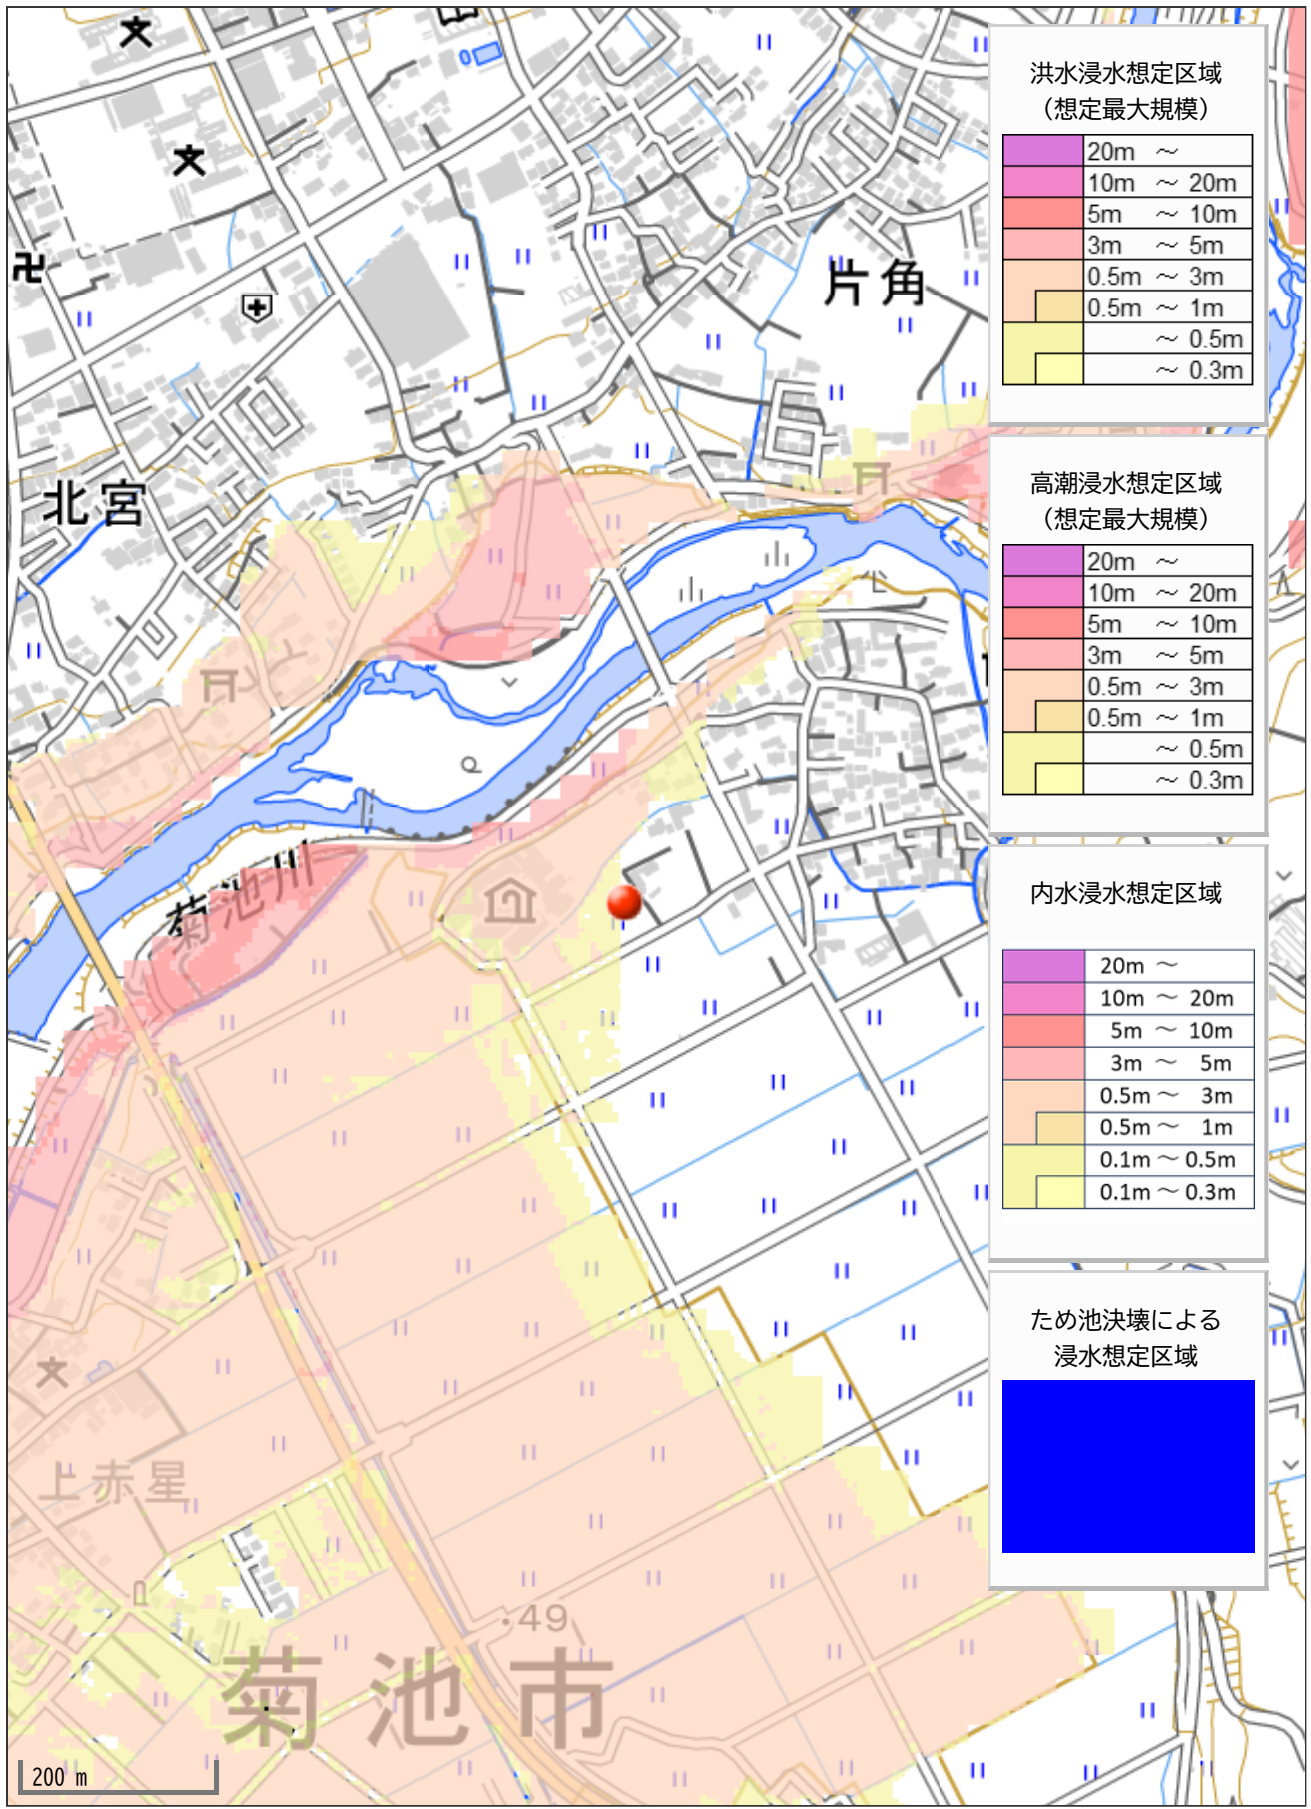 洪水浸水想定区域
（想定最大規模）
20m ～
10m ～ 20m
5m ～ 10m
3m ～ 5m
0.5m ～ 3m
0.5m ～ 1m
～ 0.5m
～ 0.3m
高潮浸水想定区域
（想定最大規模）
20m ～
10m ～ 20m
5m ～ 10m
3m ～ 5m
0.5m ～ 3m
0.5m ～ 1m
～ 0.5m
～ 0.3m
内水浸水想定区域
20m ～
10m ～ 20m
5m ～ 10m
3m ～ 5m
0.5m ～ 3m
0.5m ～ 1m
0.1m ～ 0.5m
0.1m ～ 0.3m
ため池決壊による
浸水想定区域
片角
北宮
菊池川
上赤星
・49
菊池市
200 m